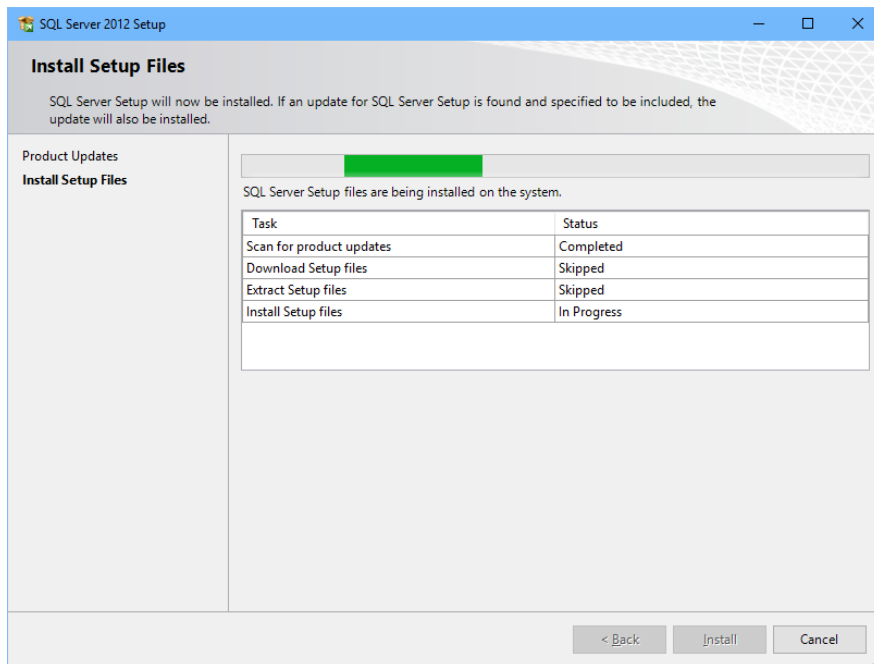 SQL Server 2012 Setup
Install Setup Files
SQL Server Setup will now be installed. If an update for SQL Server Setup is found and specified to be included, the
update will also be installed.
Product Updates
Install Setup Files
SQL Server Setup files are being installed on the system.
Task Status
Scan for product updates Completed
Download Setup files Skipped
Extract Setup files Skipped
Install Setup files In Progress
< Back Install Cancel